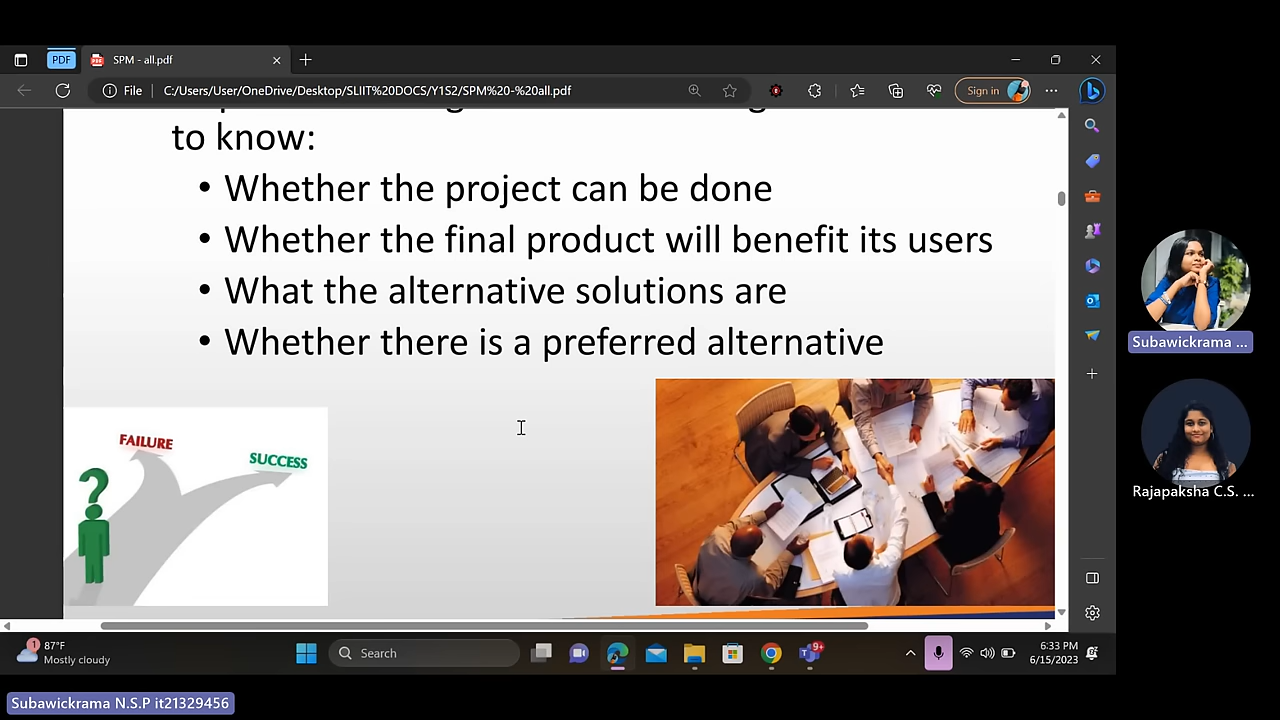 PDF
SPM - all.pdf
File
C:/Users/User/OneDrive/Desktop/SLIIT%20DOCS/Y1S2/SPM%20-%20all.pdf
Sign in
to know:
• Whether the project can be done
• Whether the final product will benefit its users
• What the alternative solutions are
• Whether there is a preferred alternative
FAILURE
SUCCESS
Subawickrama ...
Rajapaksha C.S. ...
1
87°F
Mostly cloudy
Search
9+
6:33 PM
6/15/2023
Subawickrama N.S.P it21329456